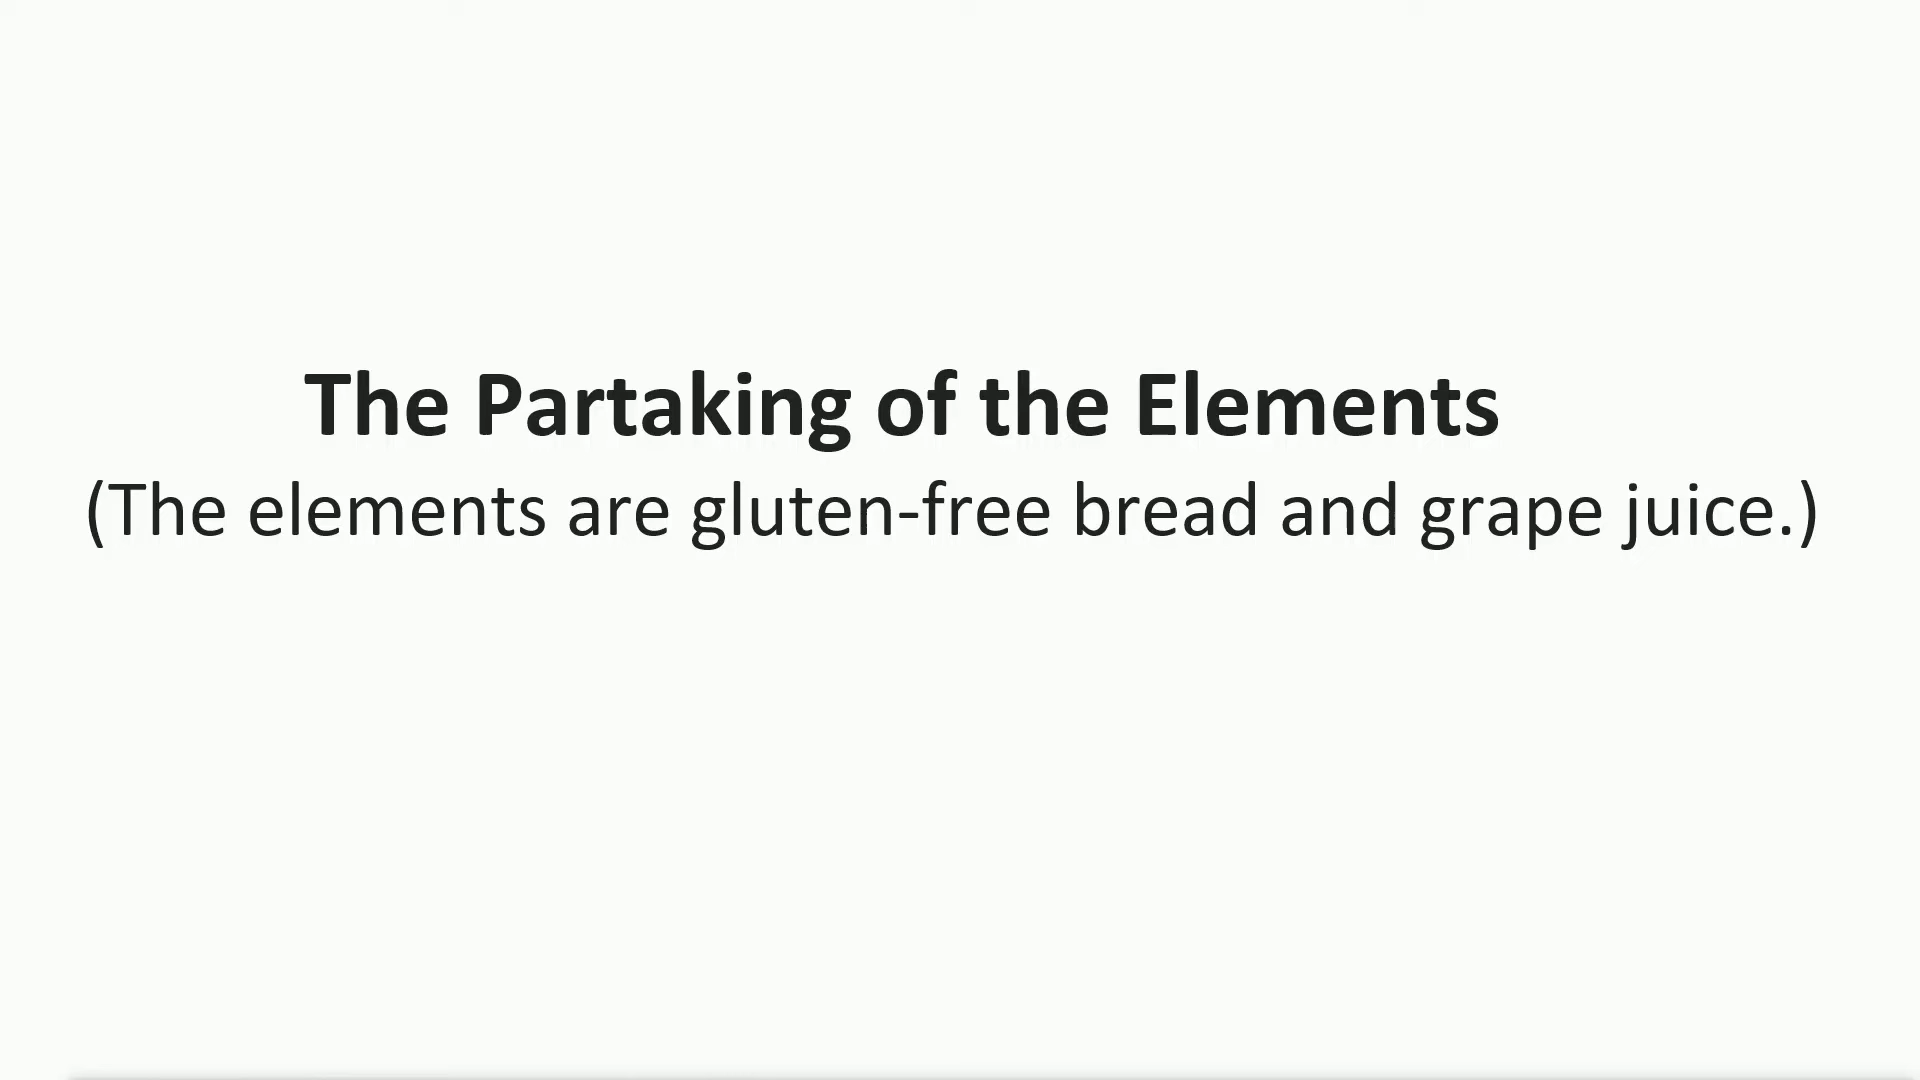 The Partaking of the Elements
(The elements are gluten-free bread and grape juice.)